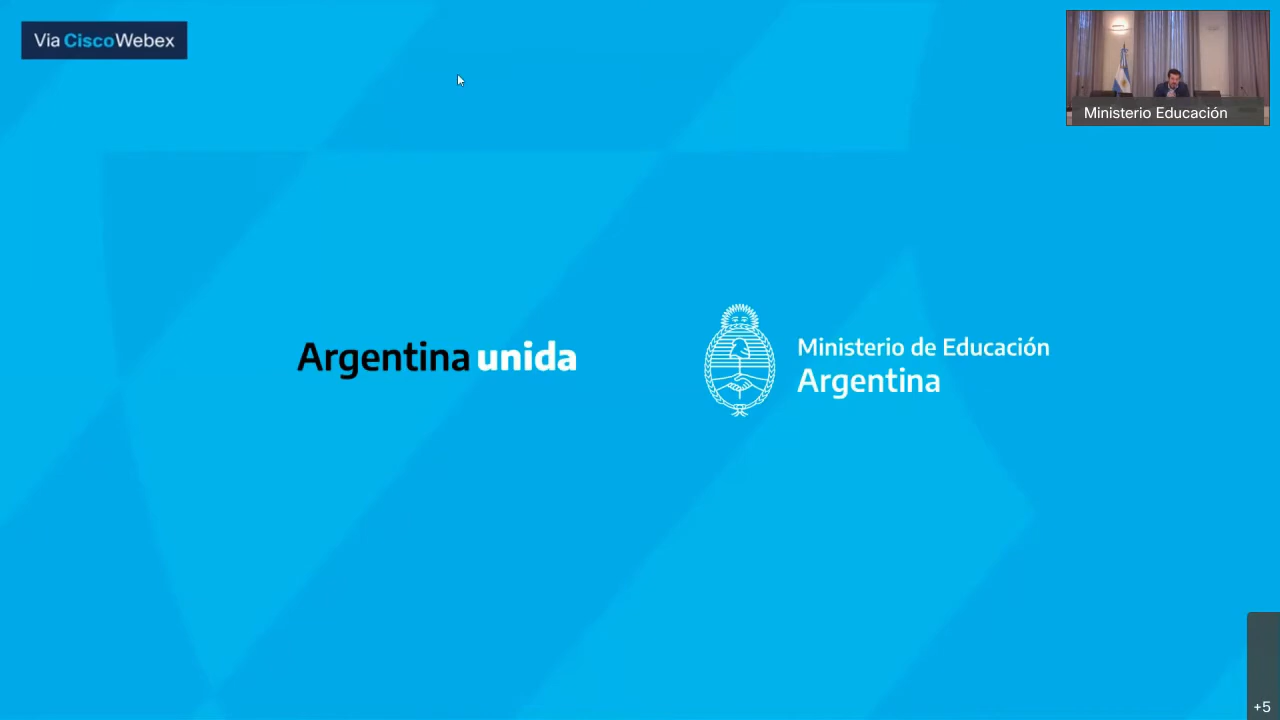 Via CiscoWebex
Ministerio Educación
Argentina unida
Ministerio de Educación
Argentina
+5